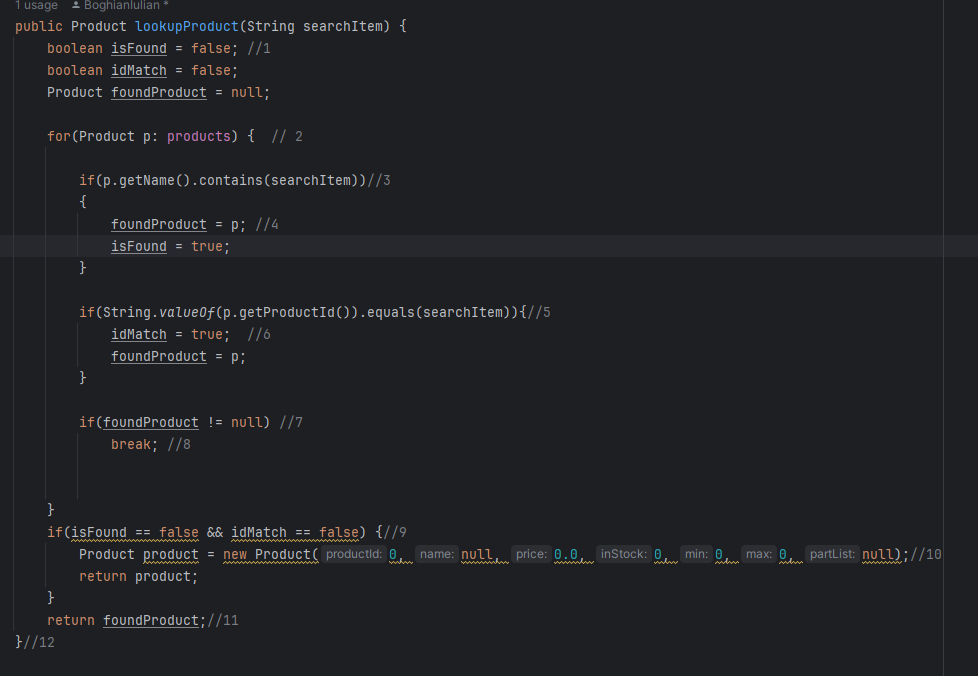 1 usage   Boghianlulian *
public Product lookupProduct(String searchItem) {
    boolean isFound = false; //1
    boolean idMatch = false;
    Product foundProduct = null;
    for(Product p: products) {  // 2
        if(p.getName().contains(searchItem))//3
        {
            foundProduct = p; //4
            isFound = true;
        }
        if(String.valueOf(p.getProductId()).equals(searchItem)){//5
            idMatch = true;  //6
            foundProduct = p;
        }
        if(foundProduct != null) //7
            break; //8
    }
    if(isFound == false && idMatch == false) {//9
        Product product = new Product( productId: 0, name: null, price: 0.0, inStock: 0, min: 0, max: 0, partList: null);//10
        return product;
    }
    return foundProduct;//11
}//12